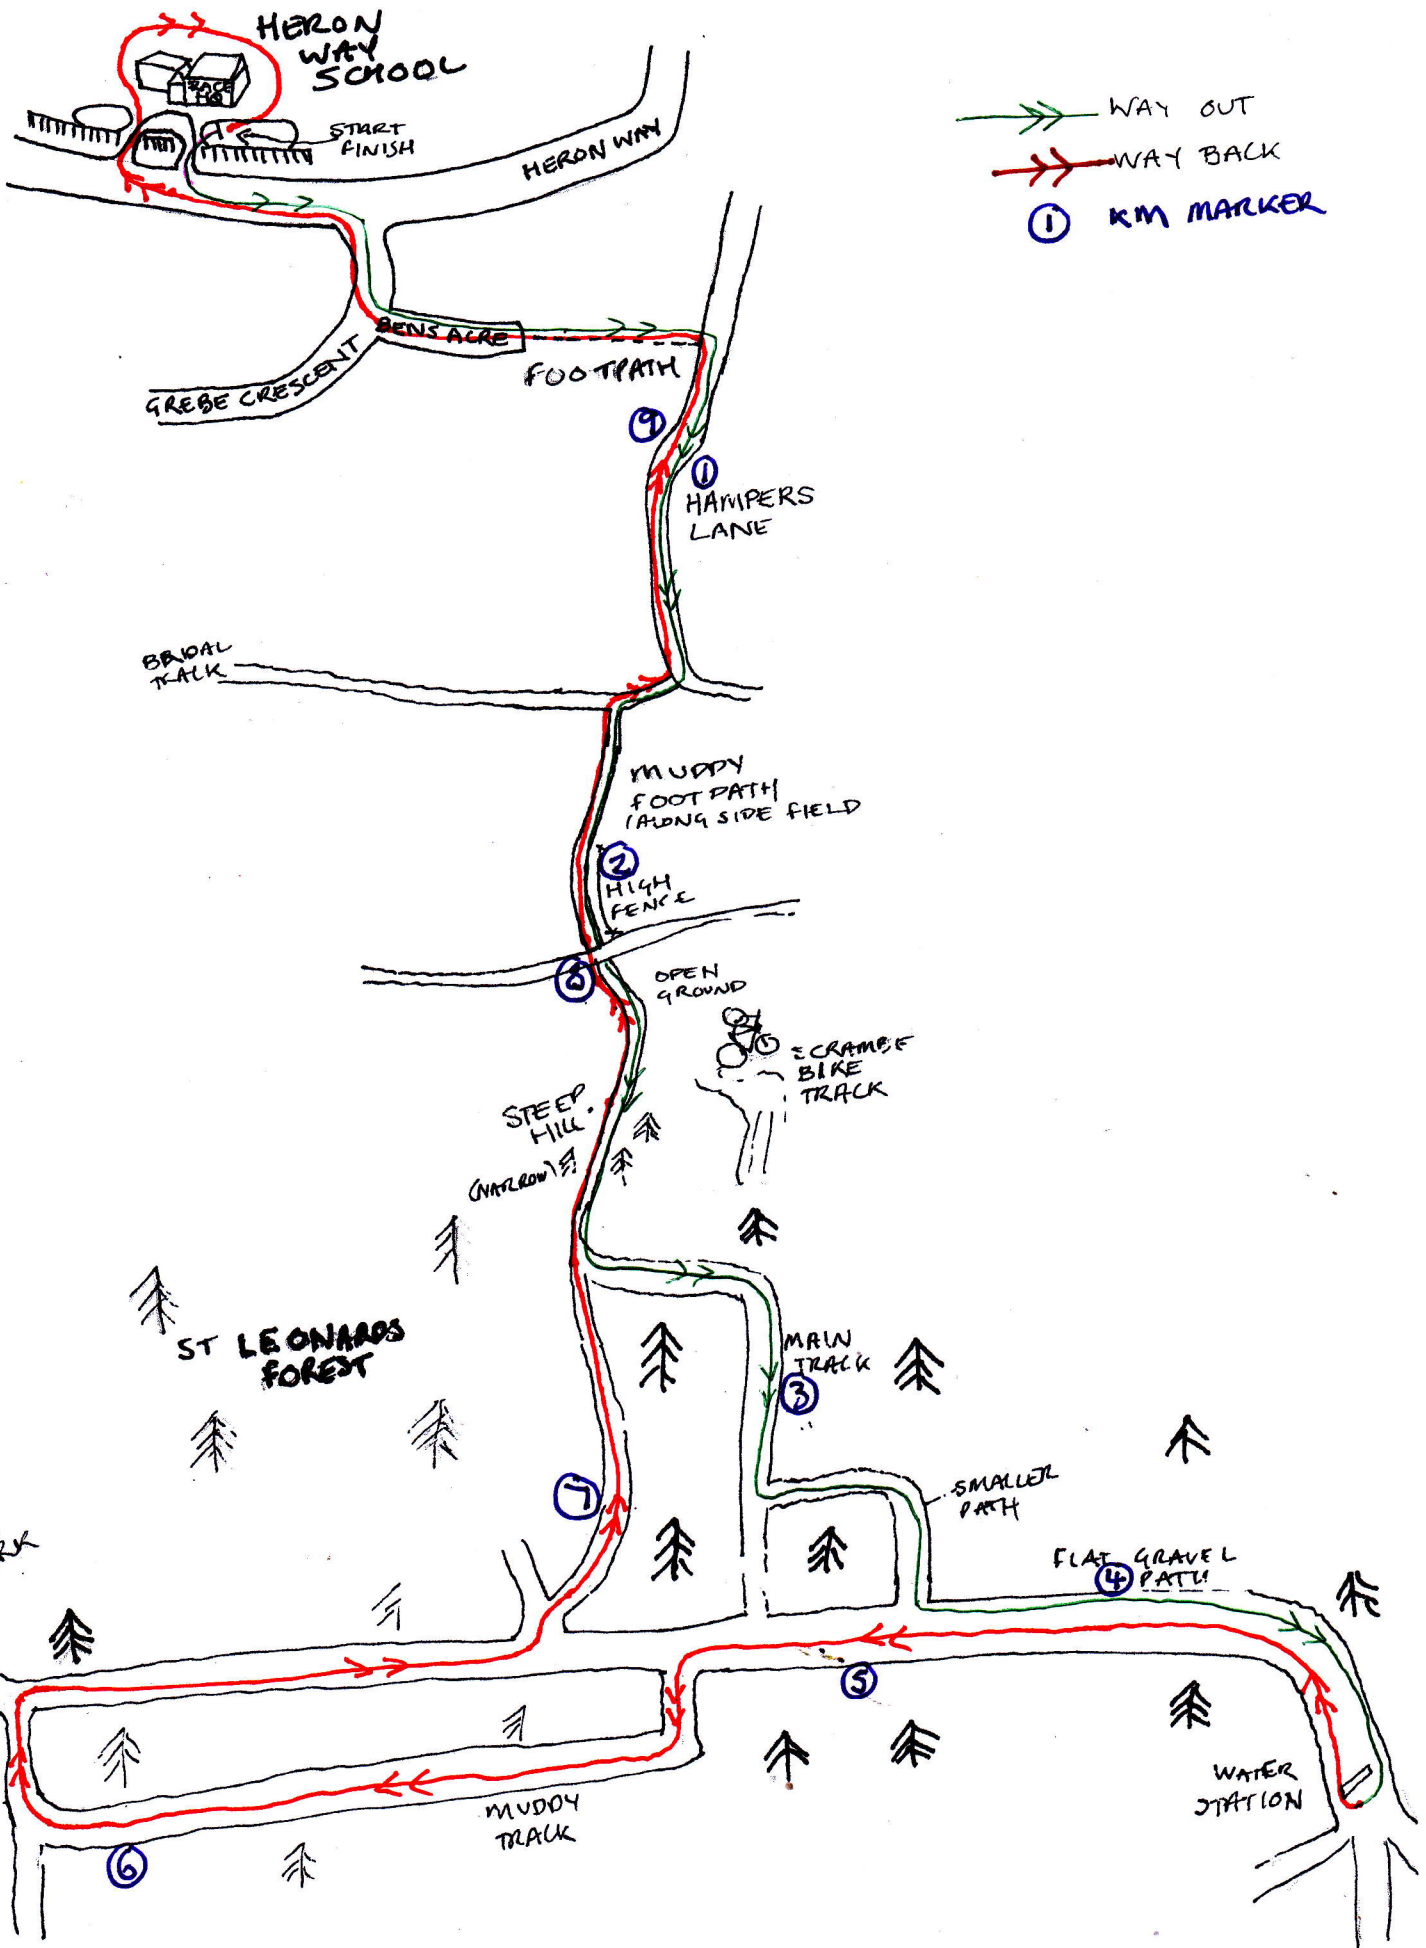 HERON
WAY
SCHOOL
RACE
HQ
START
FINISH
HERON WAY
WAY OUT
WAY BACK
1 KM MARKER
BENS ACRE
FOOTPATH
GREBE CRESCENT
9
1
HAMPERS
LANE
BRIDAL
TRACK
MUDDY
FOOTPATH
(ALONG SIDE FIELD
2
HIGH
FENCE
8
OPEN
GROUND
SCRAMBE
BIKE
TRACK
STEEP
HILL
(NARROW)
ST LEONARDS
FOREST
MAIN
TRACK
3
7
SMALLER
PATH
FLAT GRAVEL
4 PATH
5
WATER
STATION
MUDDY
TRACK
6